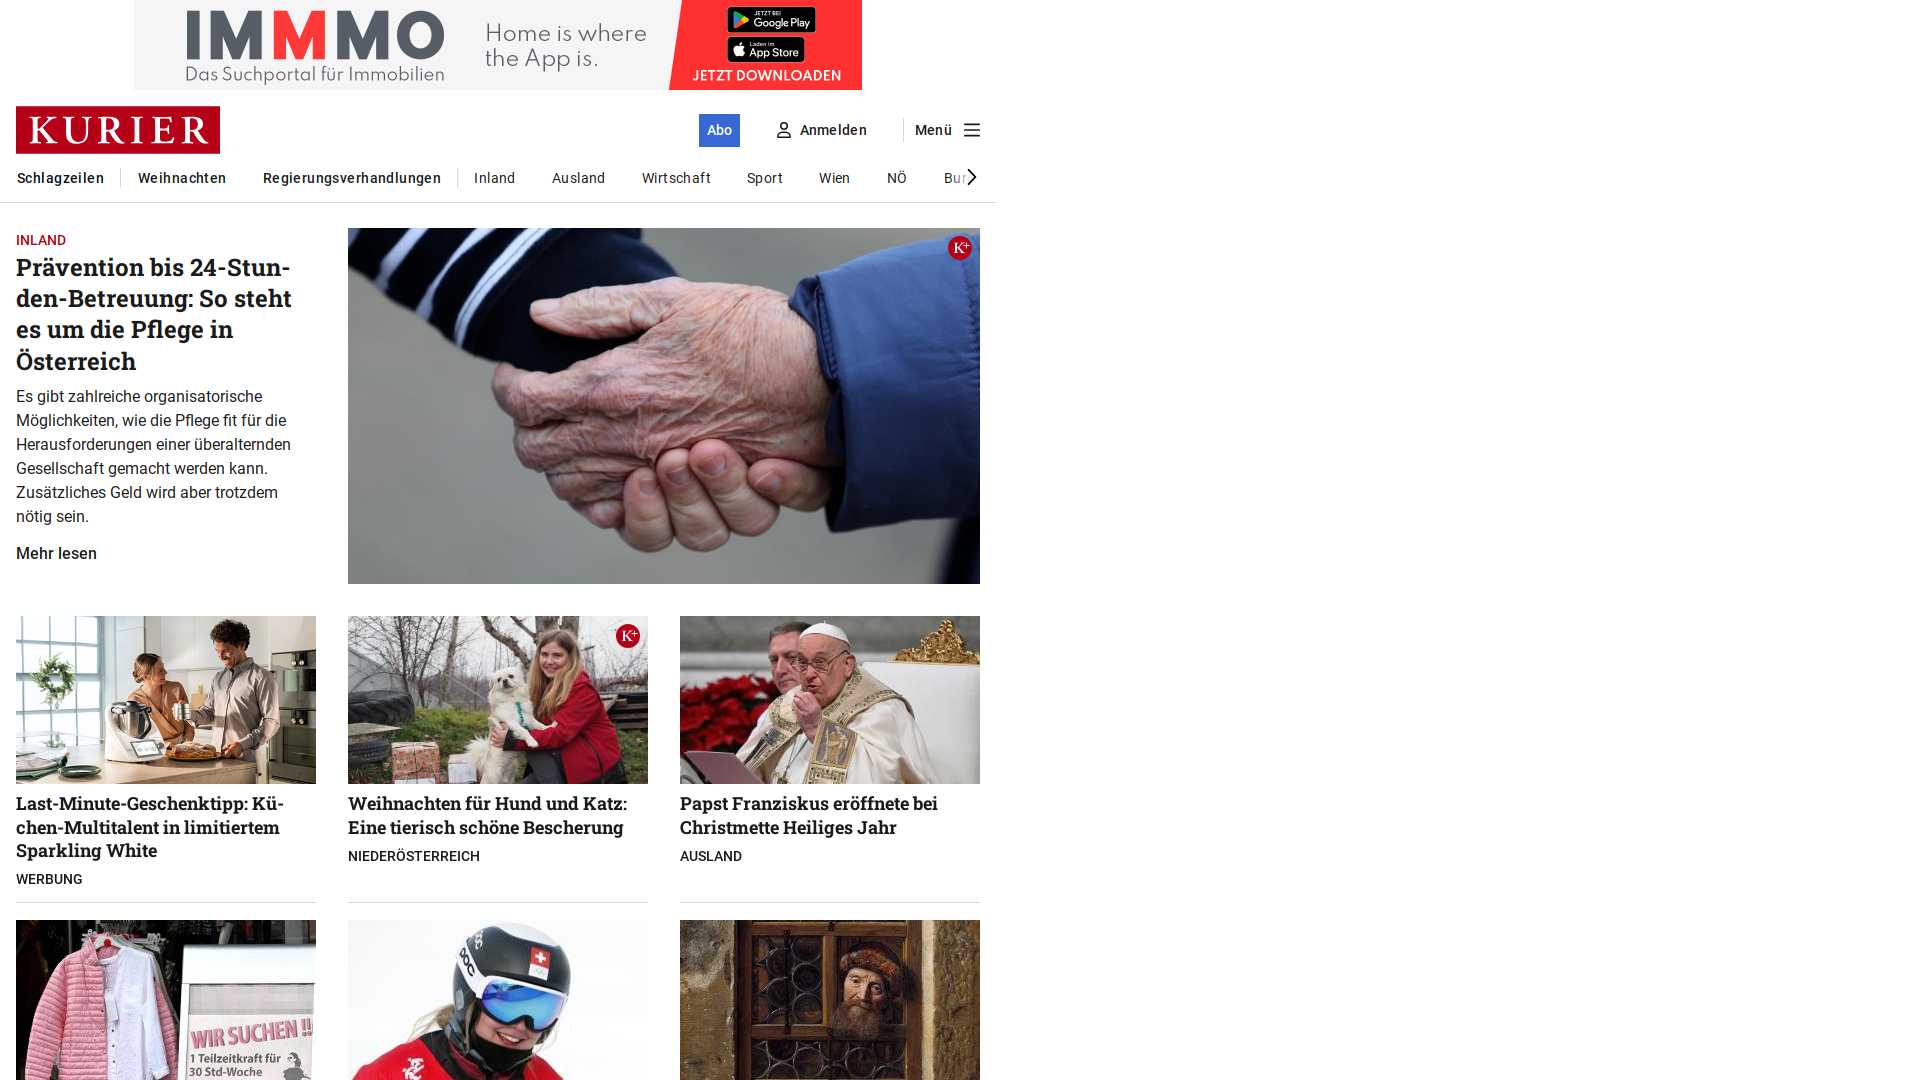 IMMMO
Das Suchportal für Immobilien
Home is where
the App is.
JETZT BEI
Google Play
Laden im
App Store
JETZT DOWNLOADEN
KURIER
Abo
Anmelden
Menü
Schlagzeilen
Weihnachten
Regierungsverhandlungen
Inland
Ausland
Wirtschaft
Sport
Wien
NÖ
Bur
INLAND
Prävention bis 24-Stun-
den-Betreuung: So steht
es um die Pflege in
Österreich
Es gibt zahlreiche organisatorische
Möglichkeiten, wie die Pflege fit für die
Herausforderungen einer überalternden
Gesellschaft gemacht werden kann.
Zusätzliches Geld wird aber trotzdem
nötig sein.
Mehr lesen
K+
K+
Last-Minute-Geschenktipp: Kü-
chen-Multitalent in limitiertem
Sparkling White
WERBUNG
Weihnachten für Hund und Katz:
Eine tierisch schöne Bescherung
NIEDERÖSTERREICH
Papst Franziskus eröffnete bei
Christmette Heiliges Jahr
AUSLAND
WIR SUCHEN !!
1 Teilzeitkraft für
30 Std-Woche
POC